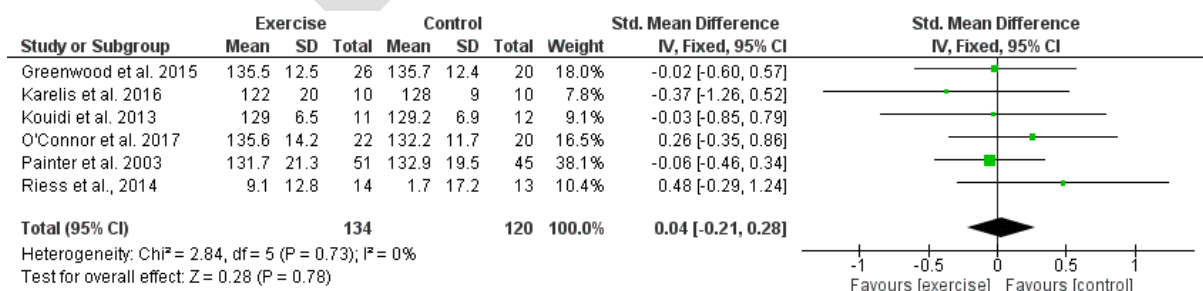 Exercise Control Std. Mean Difference Std. Mean Difference
Study or Subgroup Mean SD Total Mean SD Total Weight IV, Fixed, 95% CI IV, Fixed, 95% CI
Greenwood et al. 2015 135.5 12.5 26 135.7 12.4 20 18.0% -0.02 [-0.60, 0.57]
Karelis et al. 2016 122 20 10 128 9 10 7.8% -0.37 [-1.26, 0.52]
Kouidi et al. 2013 129 6.5 11 129.2 6.9 12 9.1% -0.03 [-0.85, 0.79]
O'Connor et al. 2017 135.6 14.2 22 132.2 11.7 20 16.5% 0.26 [-0.35, 0.86]
Painter et al. 2003 131.7 21.3 51 132.9 19.5 45 38.1% -0.06 [-0.46, 0.34]
Riess et al., 2014 9.1 12.8 14 1.7 17.2 13 10.4% 0.48 [-0.29, 1.24]
Total (95% CI) 134 120 100.0% 0.04 [-0.21, 0.28]
Heterogeneity: Chi² = 2.84, df = 5 (P = 0.73); I² = 0%
Test for overall effect: Z = 0.28 (P = 0.78)
-1 -0.5 0 0.5 1
Favours [exercise] Favours [control]